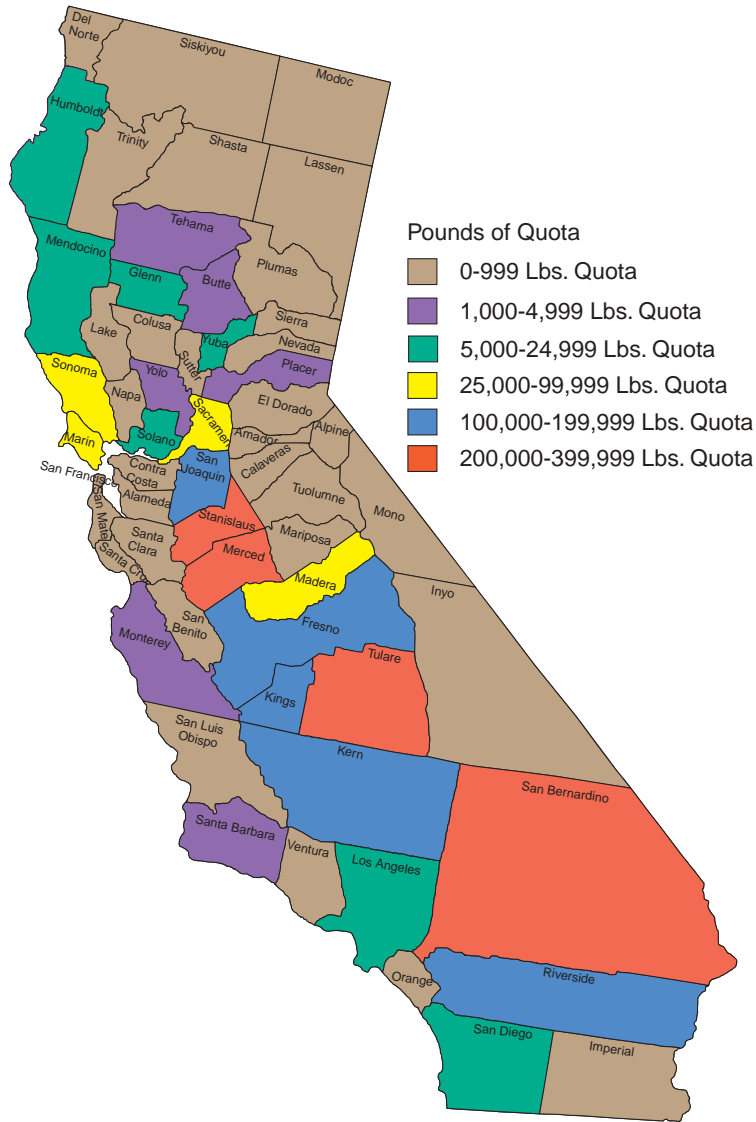 Del
Norte
Siskiyou
Modoc
Humboldt
Trinity
Shasta
Lassen
Tehama
Mendocino
Glenn
Butte
Plumas
Pounds of Quota
0-999 Lbs. Quota
1,000-4,999 Lbs. Quota
5,000-24,999 Lbs. Quota
25,000-99,999 Lbs. Quota
100,000-199,999 Lbs. Quota
200,000-399,999 Lbs. Quota
Lake
Colusa
Sierra
Yuba
Nevada
Sutter
Sonoma
Napa
Yolo
Placer
El Dorado
Sacramen
Marin
Solano
Amador
Alpine
San Francisc
Contra
Costa
San
Joaquin
Calaveras
Tuolumne
Alameda
Mono
San Mate
Santa
Clara
Stanislaus
Mariposa
Santa Cru
Merced
Madera
Inyo
San
Benito
Monterey
Fresno
Tulare
Kings
San Luis
Obispo
Kern
San Bernardino
Santa Barbara
Ventura
Los Angeles
Orange
Riverside
San Diego
Imperial